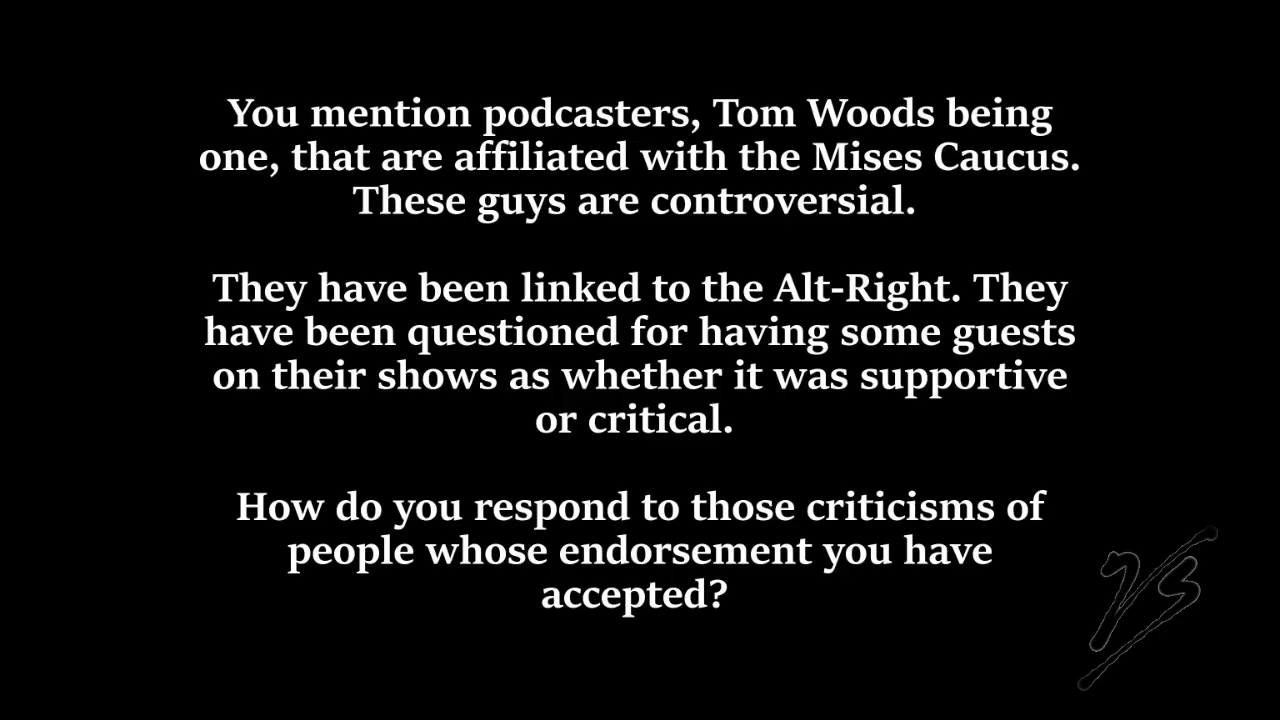 You mention podcasters, Tom Woods being
one, that are affiliated with the Mises Caucus.
These guys are controversial.
They have been linked to the Alt-Right. They
have been questioned for having some guests
on their shows as whether it was supportive
or critical.
How do you respond to those criticisms of
people whose endorsement you have
accepted?